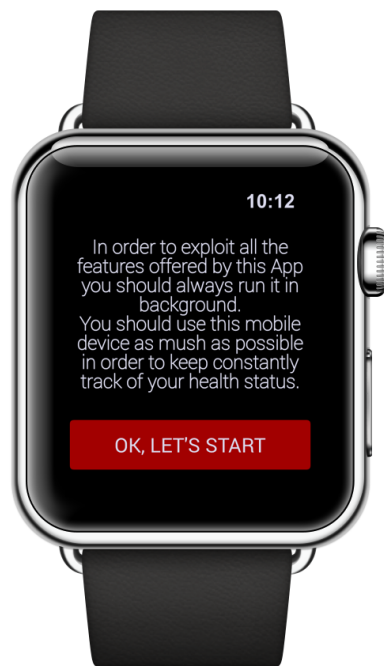 10:12
In order to exploit all the
features offered by this App
you should always run it in
background.
You should use this mobile
device as mush as possible
in order to keep constantly
track of your health status.
OK, LET'S START